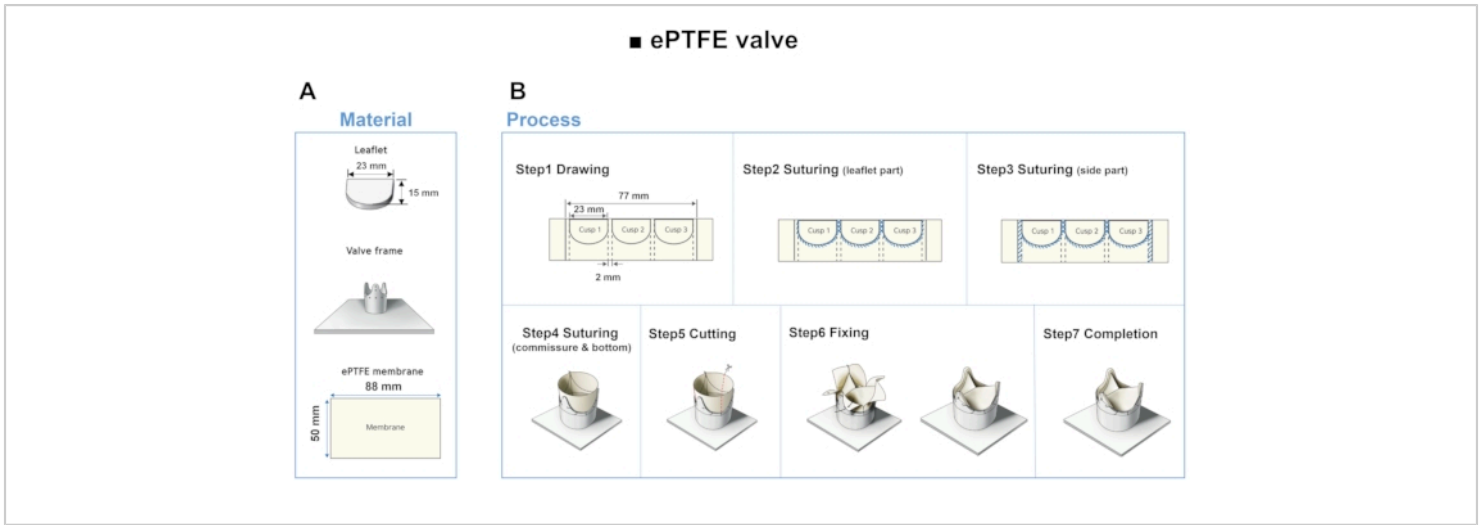 ■ ePTFE valve
A
Material
Leaflet
23 mm
15 mm
Valve frame
ePTFE membrane
88 mm
50 mm
Membrane
B
Process
Step1 Drawing
77 mm
23 mm
Cusp 1 Cusp 2 Cusp 3
2 mm
Step2 Suturing (leaflet part)
Cusp 1 Cusp 2 Cusp 3
Step3 Suturing (side part)
Cusp 1 Cusp 2 Cusp 3
Step4 Suturing
(commissure & bottom)
Step5 Cutting
Step6 Fixing
Step7 Completion